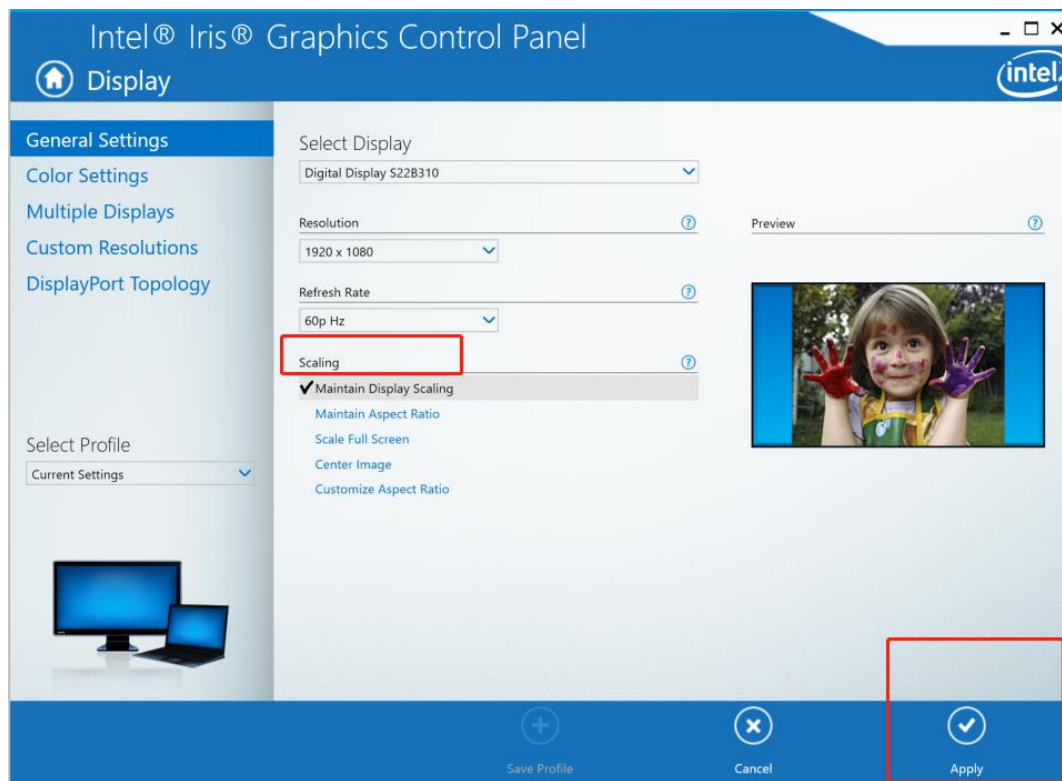 Intel® Iris® Graphics Control Panel
Display
intel
General Settings
Color Settings
Multiple Displays
Custom Resolutions
DisplayPort Topology
Select Profile
Current Settings
Select Display
Digital Display S22B310
Resolution
?
1920 x 1080
Refresh Rate
?
60p Hz
Scaling
?
Maintain Display Scaling
Maintain Aspect Ratio
Scale Full Screen
Center Image
Customize Aspect Ratio
Preview
?
Save Profile
Cancel
Apply